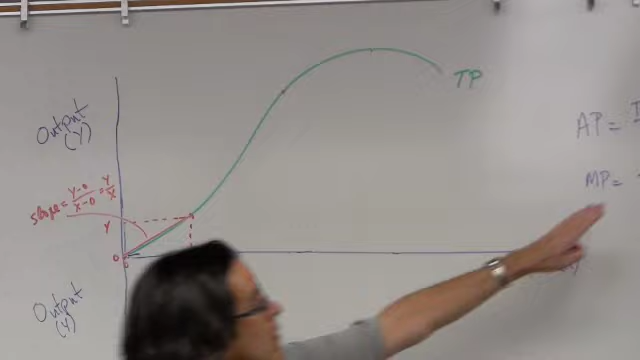 TP
Output
(Y)
AP =
MP =
slope = Y-0/X-0 = Y/X
Y
0
Output
(Y)